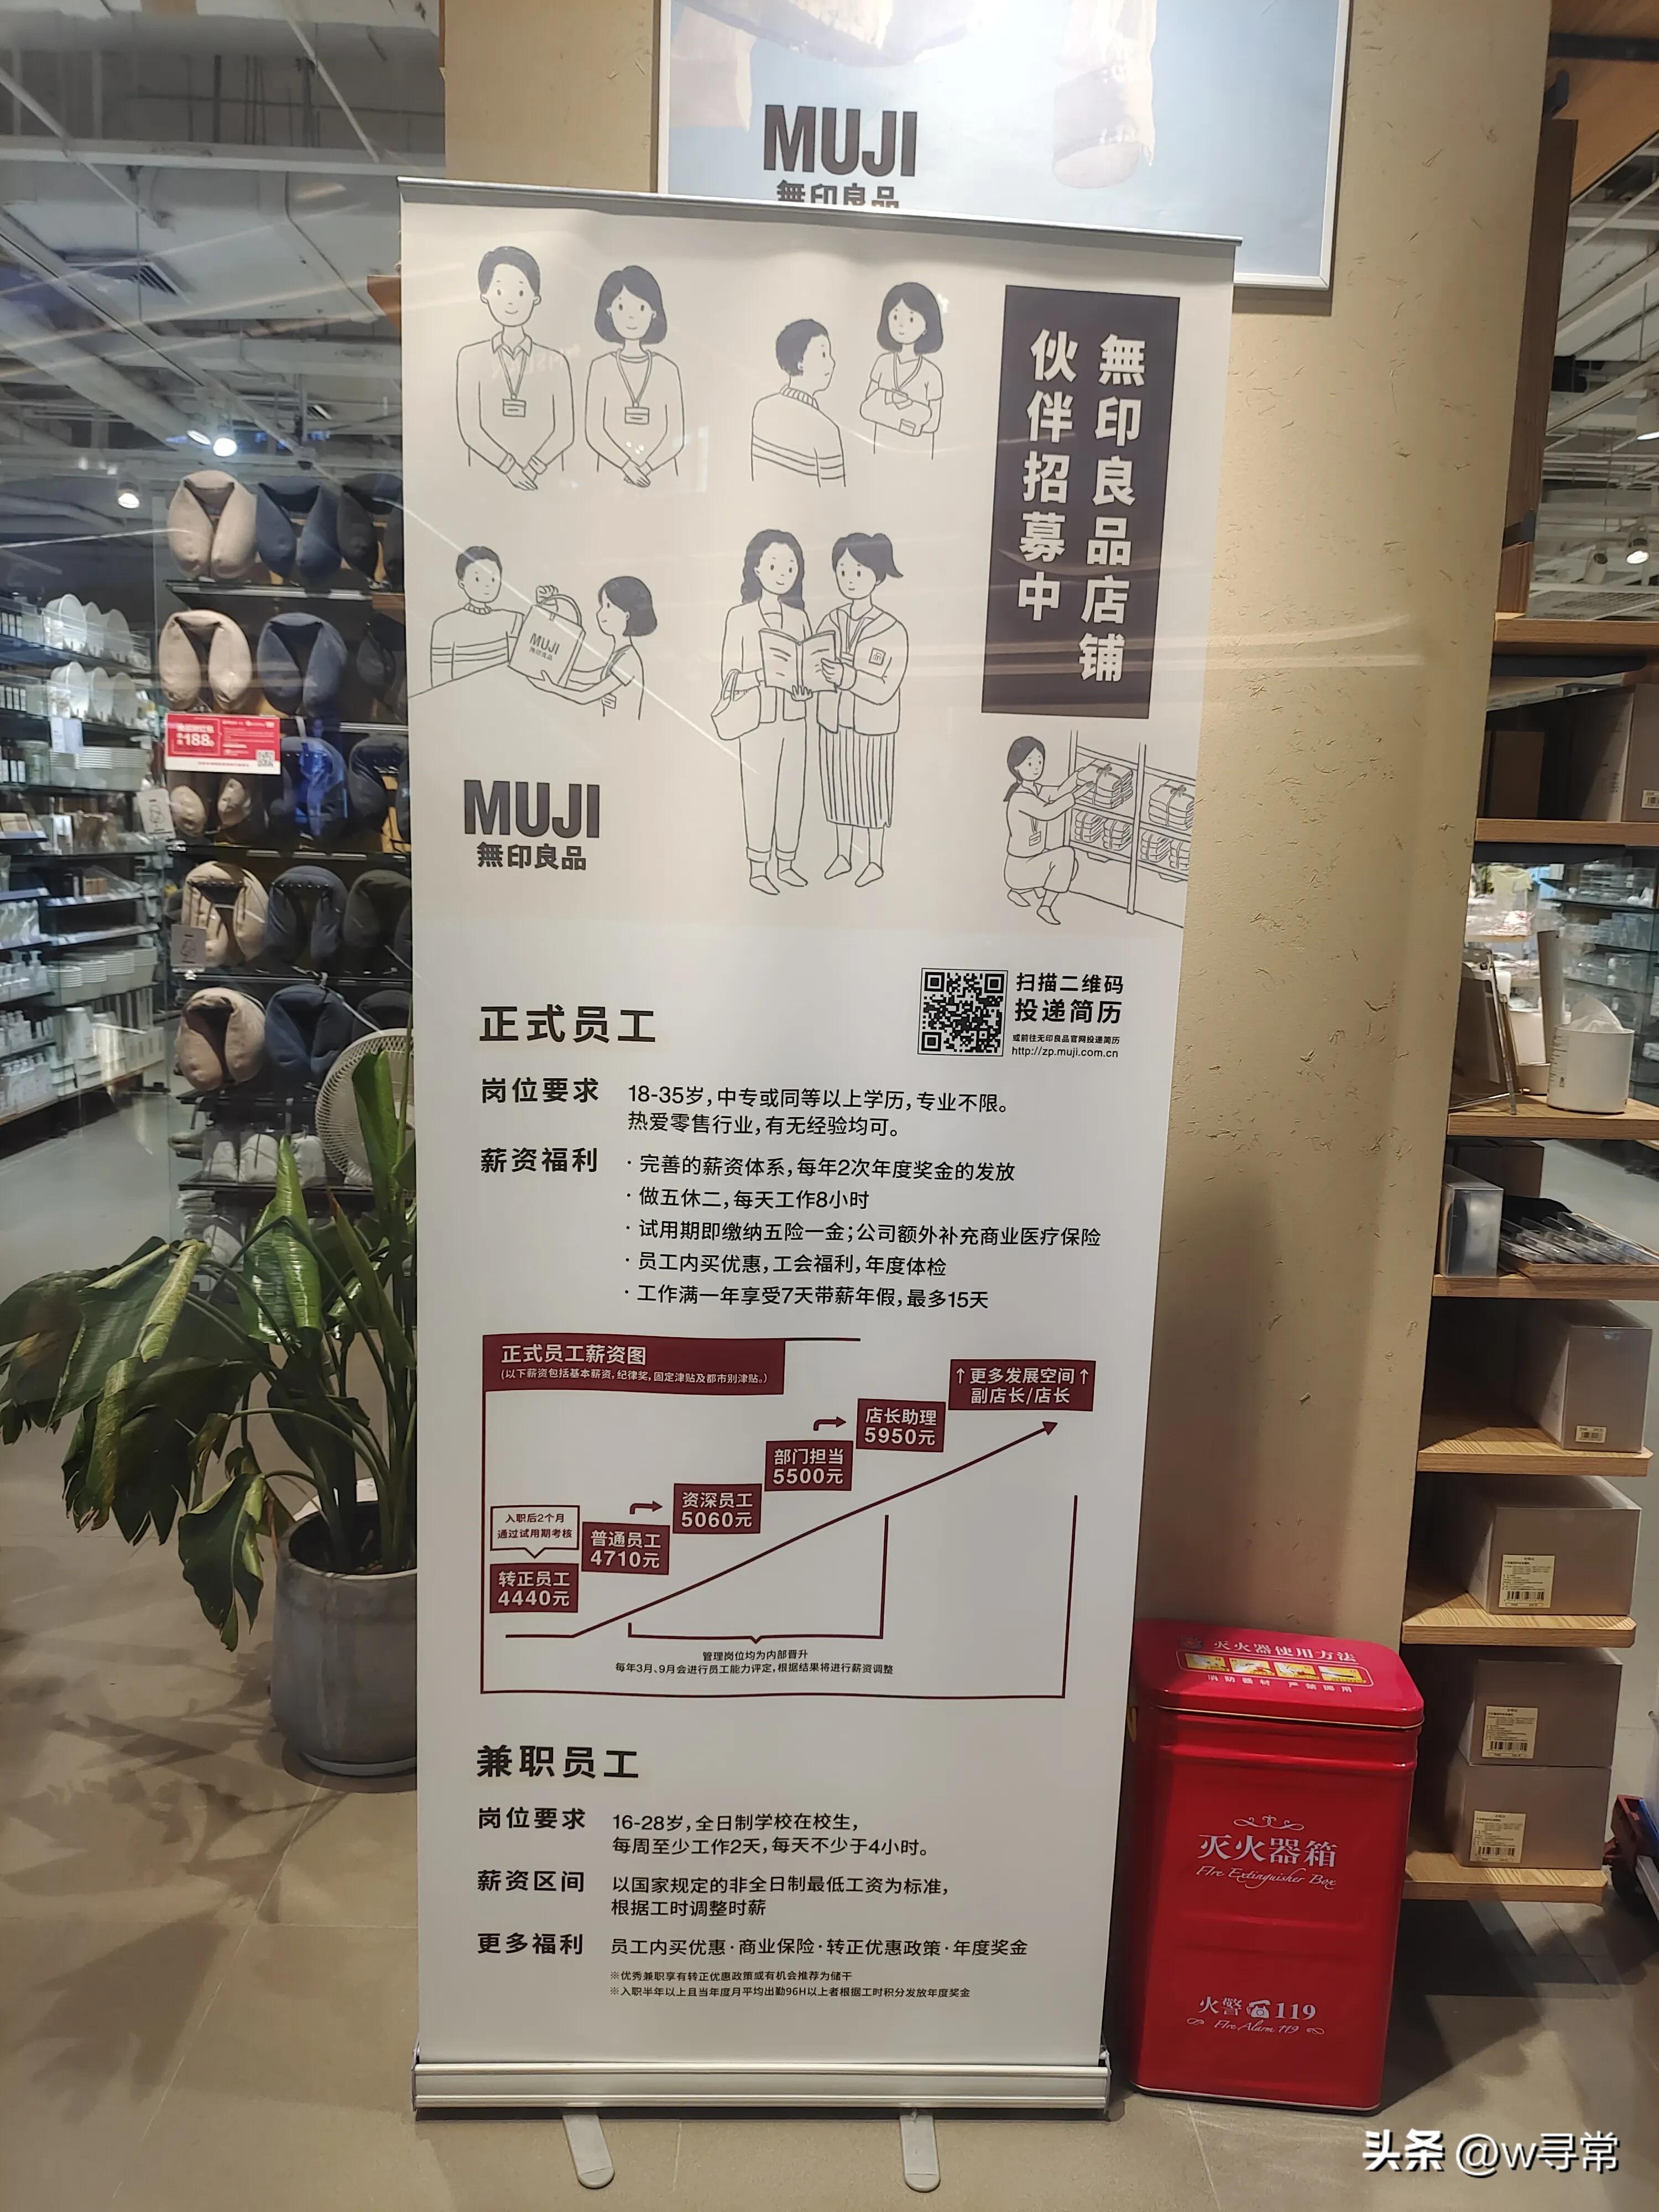 MUJI
無印良品
無印良品店铺
伙伴招募中
MUJI
無印良品
MUJI
無印良品
扫描二维码
投递简历
或前往无印良品官网投递简历
http://zp.muji.com.cn
正式员工
岗位要求
18-35岁,中专或同等以上学历,专业不限。
热爱零售行业,有无经验均可。
薪资福利
·完善的薪资体系,每年2次年度奖金的发放
·做五休二,每天工作8小时
·试用期即缴纳五险一金;公司额外补充商业医疗保险
·员工内买优惠,工会福利,年度体检
·工作满一年享受7天带薪年假,最多15天
正式员工薪资图
(以下薪资包括基本薪资,纪律奖,固定津贴及都市别津贴。)
↑更多发展空间↑
副店长/店长
店长助理
5950元
部门担当
5500元
资深员工
5060元
普通员工
4710元
入职后2个月
通过试用期考核
转正员工
4440元
管理岗位均为内部晋升
每年3月、9月会进行员工能力评定,根据结果将进行薪资调整
兼职员工
岗位要求
16-28岁,全日制学校在校生,
每周至少工作2天,每天不少于4小时。
薪资区间
以国家规定的非全日制最低工资为标准,
根据工时调整时薪
更多福利
员工内买优惠·商业保险·转正优惠政策·年度奖金
※优秀兼职享有转正优惠政策或有机会推荐为储干
※入职半年以上且当年度月平均出勤96H以上者根据工时积分发放年度奖金
188
灭火器使用方法
消防器材 严禁挪用
灭火器箱
Fire Extinguisher Box
火警☎119
Fire Alarm 119
头条 @w寻常